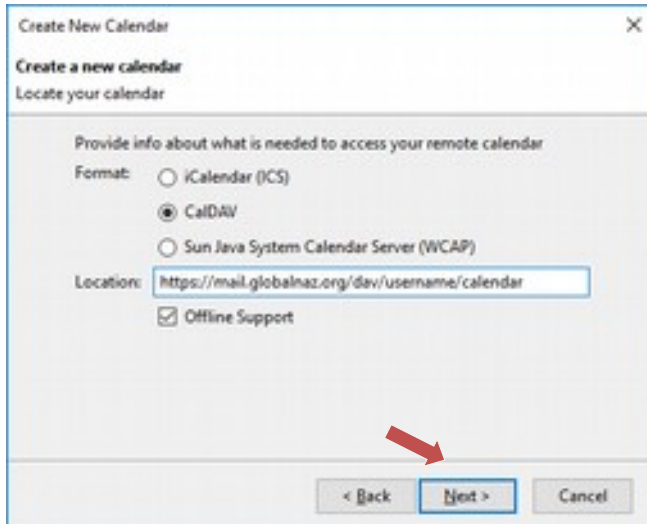 Create New Calendar
Create a new calendar
Locate your calendar
Provide info about what is needed to access your remote calendar
Format: iCalendar (ICS)
CalDAV
Sun Java System Calendar Server (WCAP)
Location: https://mail.globalnaz.org/dav/username/calendar
Offline Support
< Back Next > Cancel